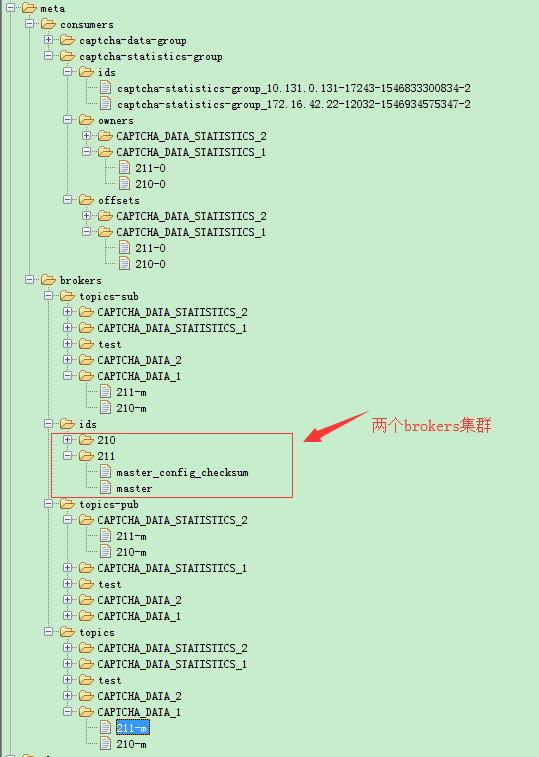 meta
consumers
captcha-data-group
captcha-statistics-group
ids
captcha-statistics-group_10.131.0.131-17243-1546833300834-2
captcha-statistics-group_172.16.42.22-12032-1546934575347-2
owners
CAPTCHA_DATA_STATISTICS_2
CAPTCHA_DATA_STATISTICS_1
211-0
210-0
offsets
CAPTCHA_DATA_STATISTICS_2
CAPTCHA_DATA_STATISTICS_1
211-0
210-0
brokers
topics-sub
CAPTCHA_DATA_STATISTICS_2
CAPTCHA_DATA_STATISTICS_1
test
CAPTCHA_DATA_2
CAPTCHA_DATA_1
211-m
210-m
ids
两个brokers集群
210
211
master_config_checksum
master
topics-pub
CAPTCHA_DATA_STATISTICS_2
211-m
210-m
CAPTCHA_DATA_STATISTICS_1
test
CAPTCHA_DATA_2
CAPTCHA_DATA_1
topics
CAPTCHA_DATA_STATISTICS_2
CAPTCHA_DATA_STATISTICS_1
test
CAPTCHA_DATA_2
CAPTCHA_DATA_1
211-m
210-m